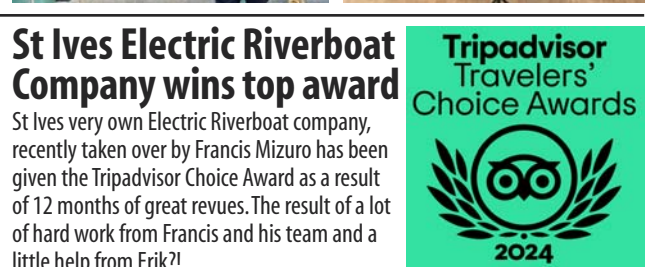 St Ives Electric Riverboat
Company wins top award
St Ives very own Electric Riverboat company,
recently taken over by Francis Mizuro has been
given the Tripadvisor Choice Award as a result
of 12 months of great revues. The result of a lot
of hard work from Francis and his team and a
little help from Erik?!
Tripadvisor
Travelers'
Choice Awards
2024